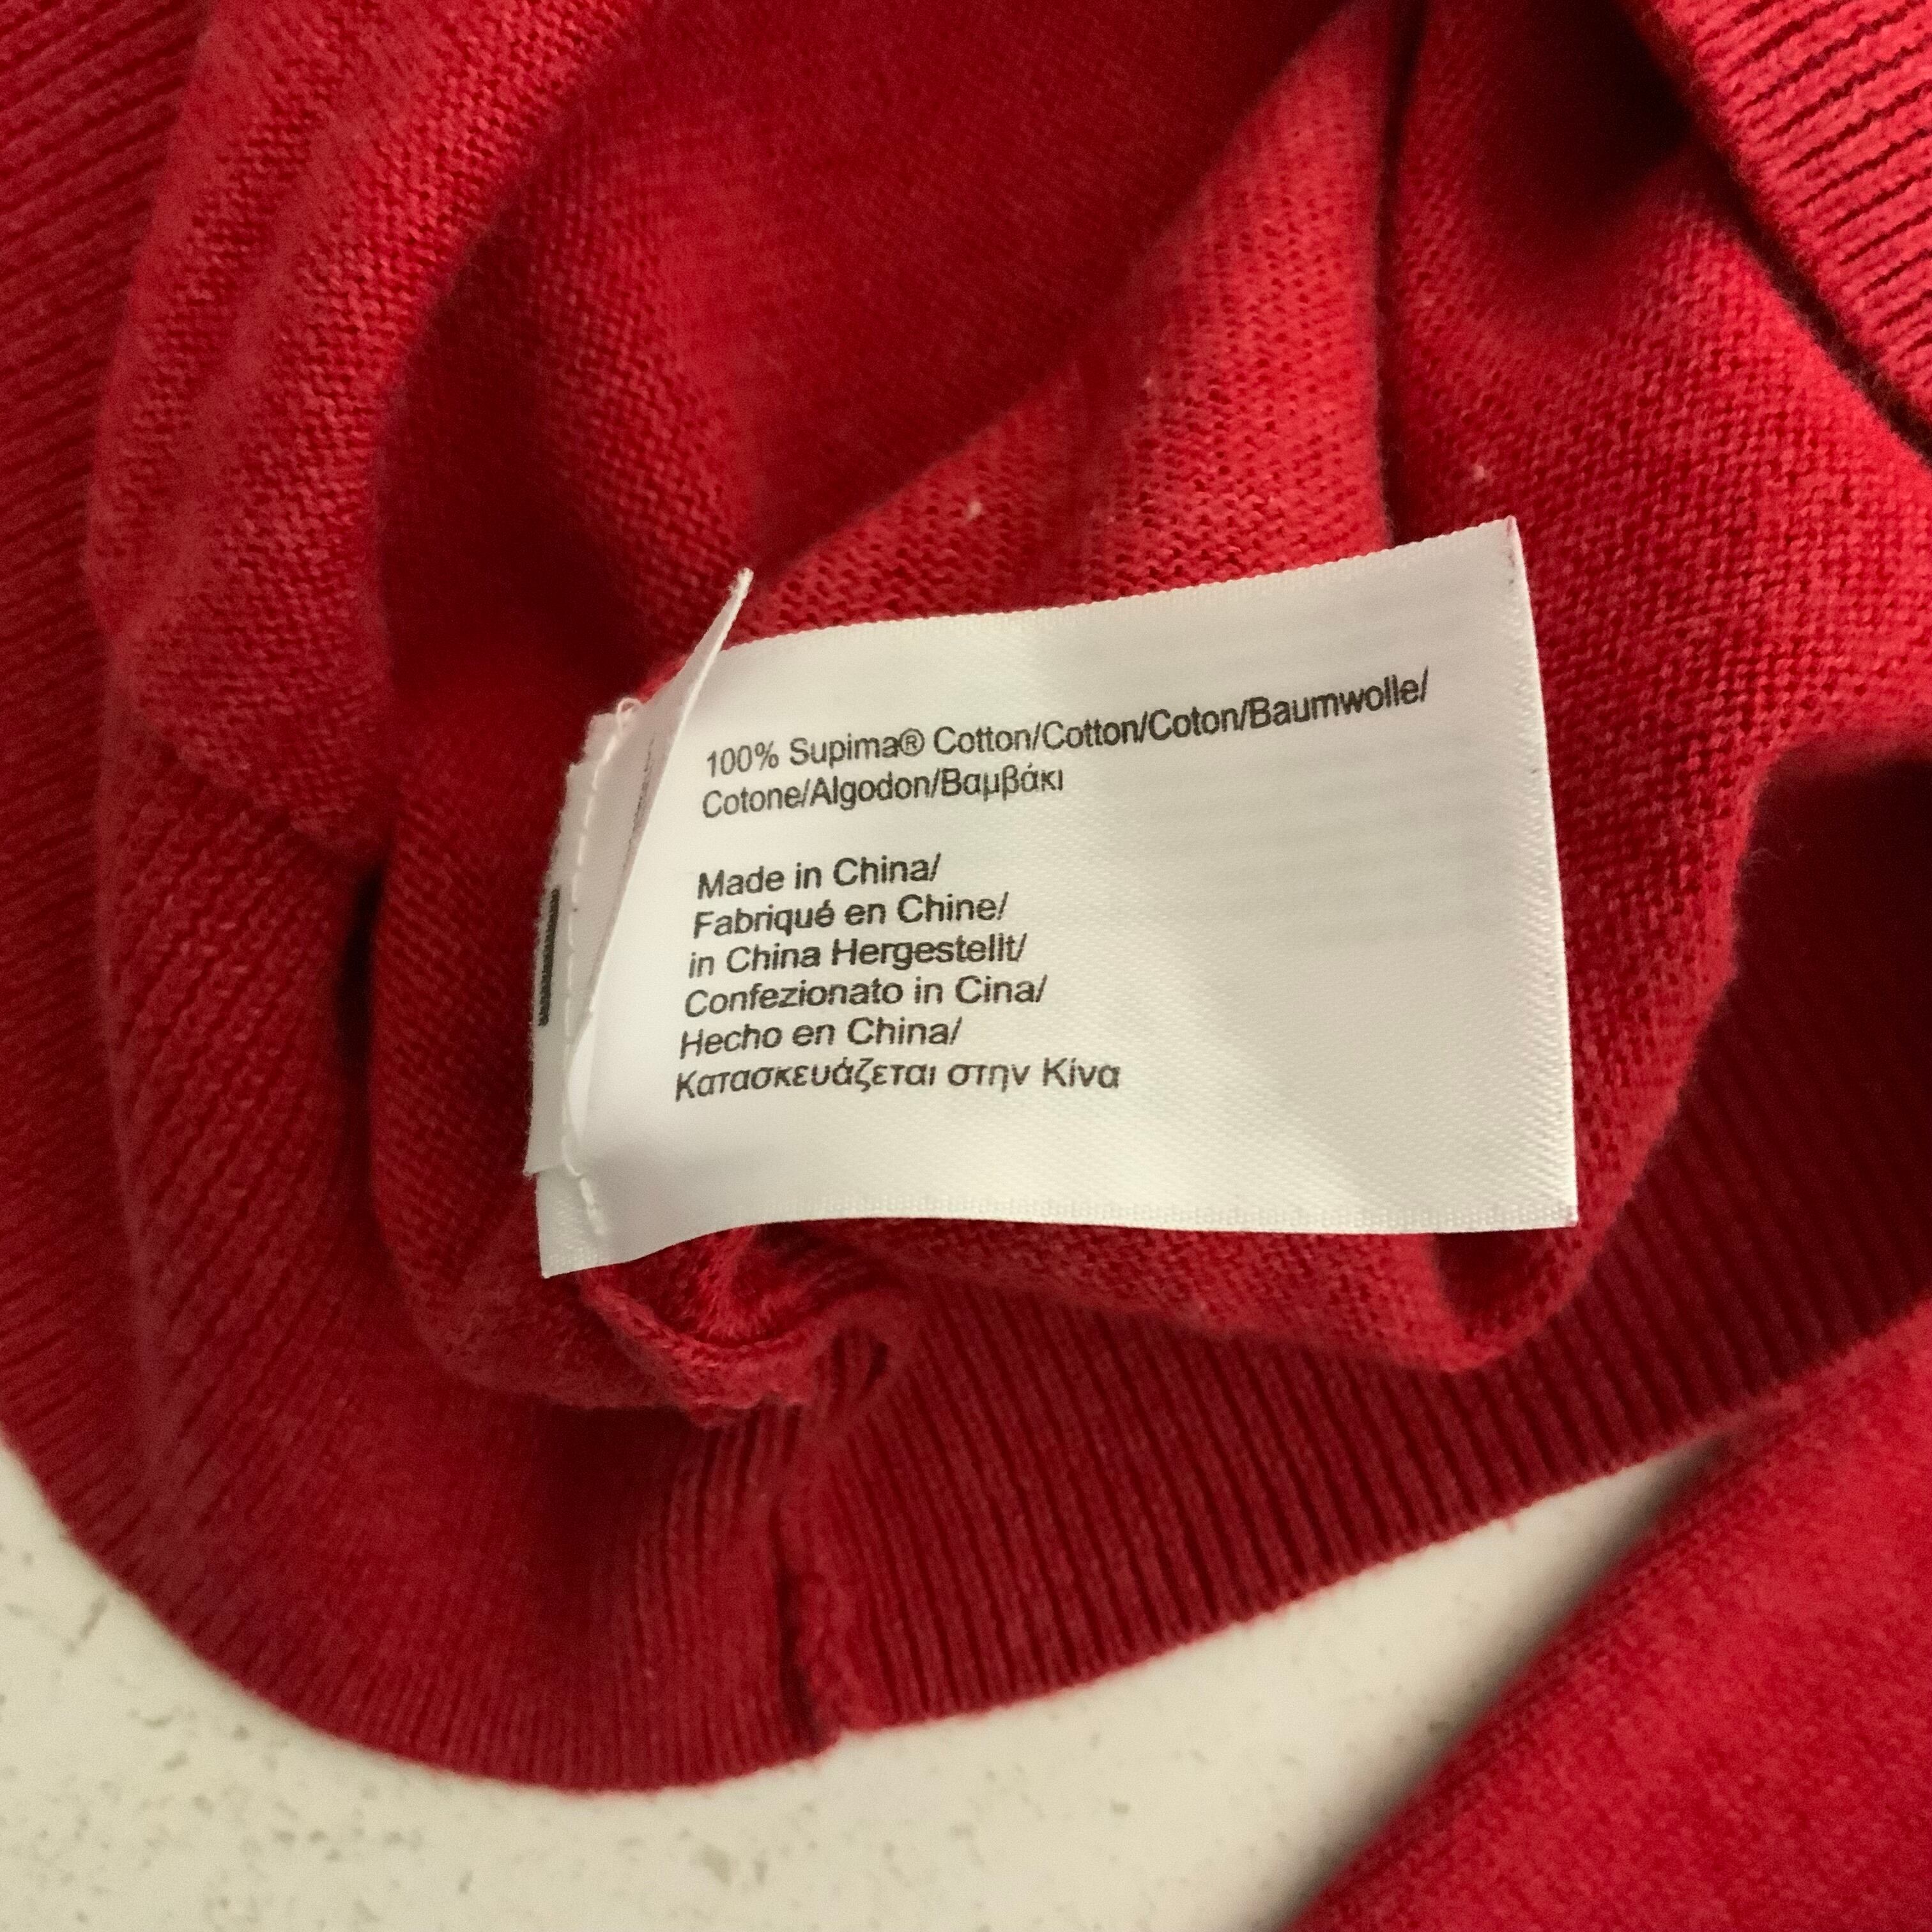 100% Supima® Cotton/Cotton/Coton/Baumwolle/
Cotone/Algodon/Βαμβάκι
Made in China/
Fabriqué en Chine/
in China Hergestellt/
Confezionato in Cina/
Hecho en China/
Κατασκευάζεται στην Κίνα